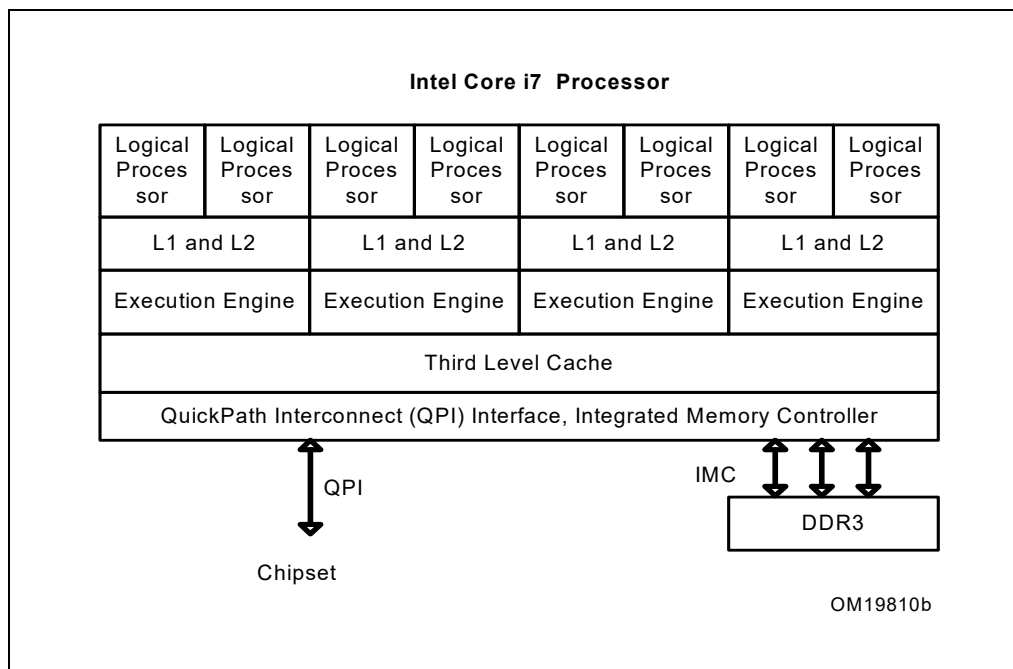 Intel Core i7 Processor
Logical Logical Logical Logical Logical Logical Logical Logical
Proces Proces Proces Proces Proces Proces Proces Proces
sor sor sor sor sor sor sor sor
L1 and L2 L1 and L2 L1 and L2 L1 and L2
Execution Engine Execution Engine Execution Engine Execution Engine
Third Level Cache
QuickPath Interconnect (QPI) Interface, Integrated Memory Controller
QPI
IMC
DDR3
Chipset
OM19810b